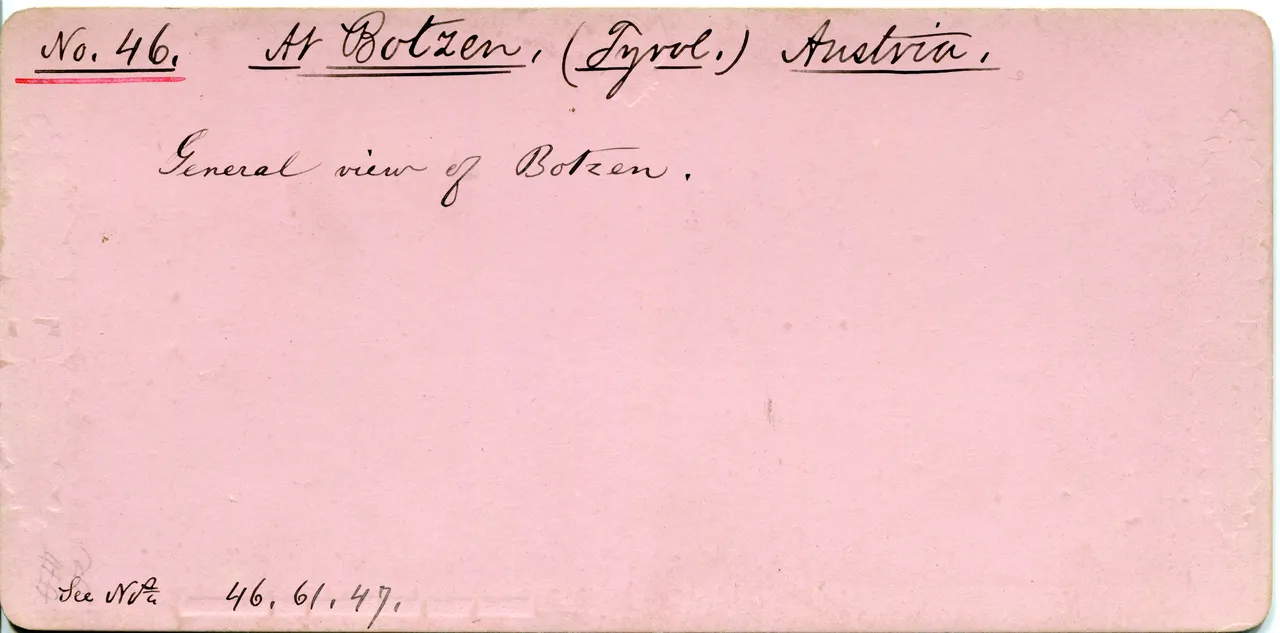 No. 46. At Botzen, (Tyrol.) Austria.
General view of Botzen.
See Nos 46. 61. 47.